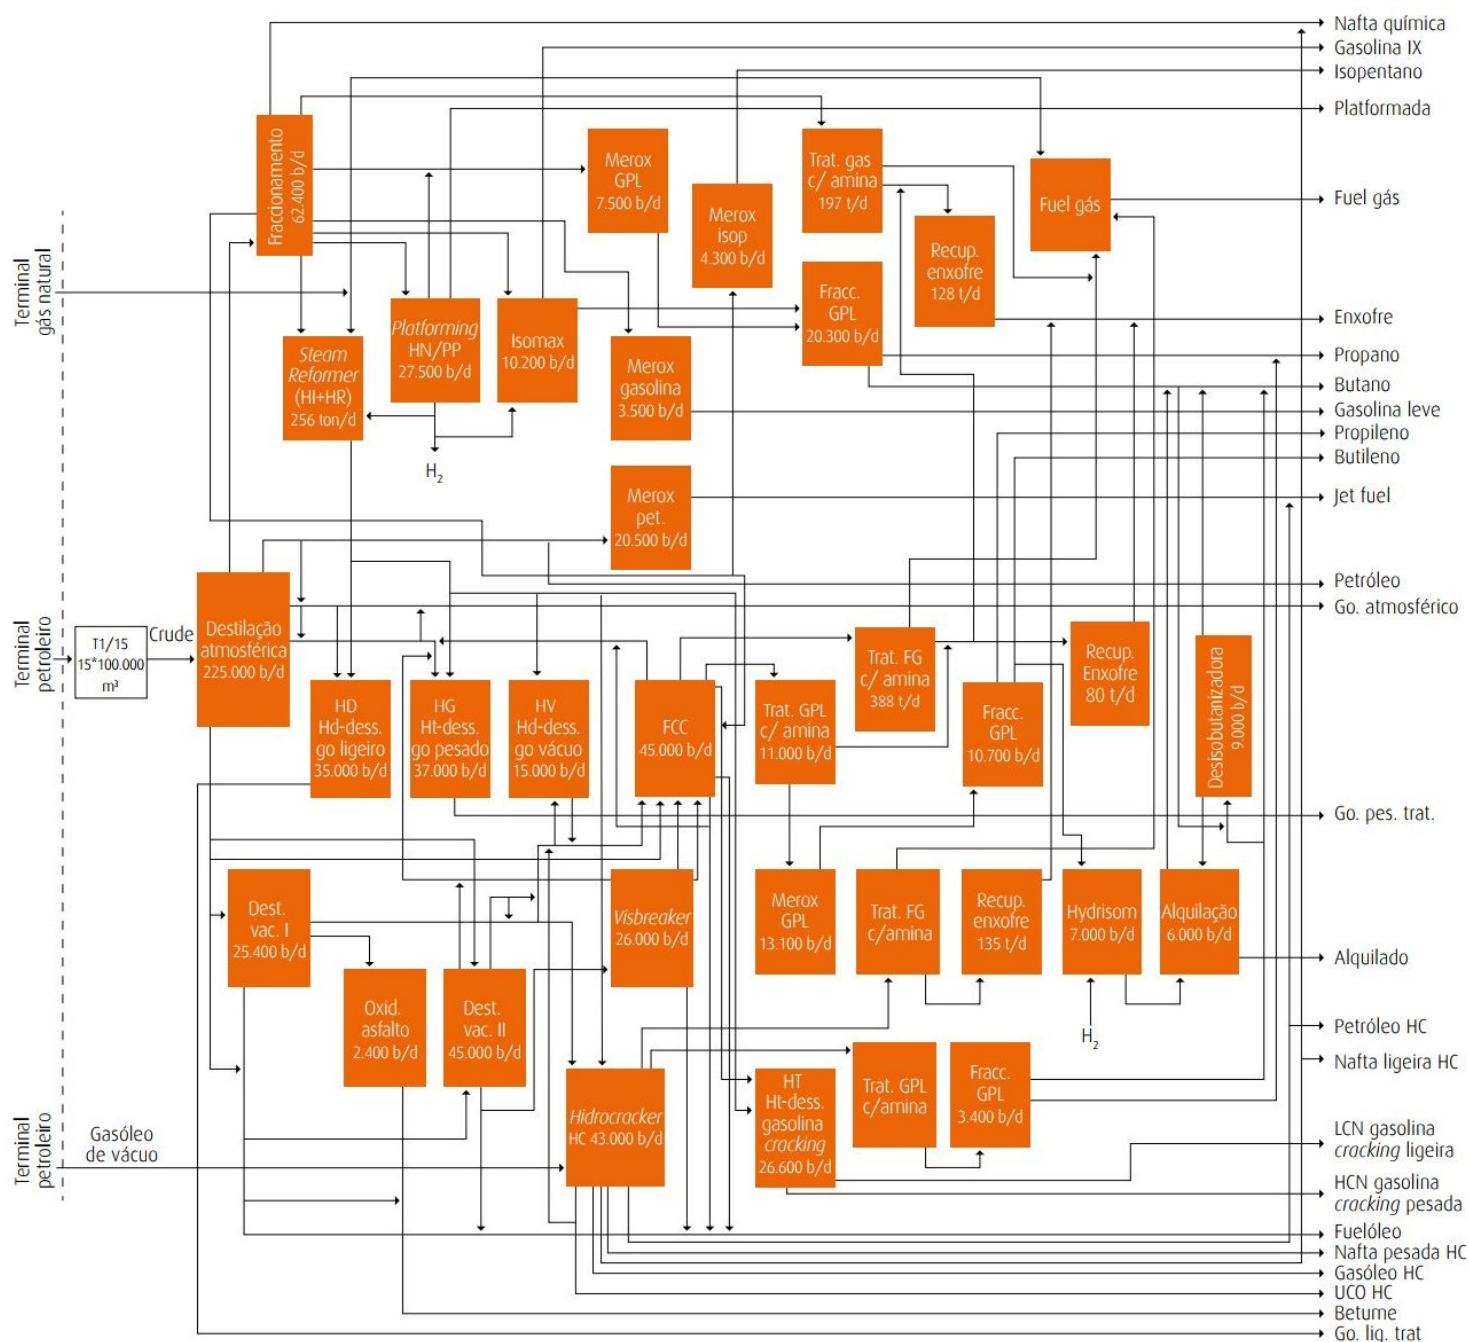 Nafta química
Gasolina IX
Isopentano
Platformada
Fraccionamento
62.400 b/d
Merox
GPL
7.500 b/d
Trat. gas
c/ amina
197 t/d
Fuel gás
Fuel gás
Merox
isop
4.300 b/d
Recup.
enxofre
128 t/d
Terminal
gás natural
Fracc.
GPL
20.300 b/d
Platforming
HN/PP
27.500 b/d
Isomax
10.200 b/d
Enxofre
Steam
Reformer
(HI+HR)
256 ton/d
Merox
gasolina
3.500 b/d
Propano
Butano
Gasolina leve
Propileno
Butileno
H2
Merox
pet.
20.500 b/d
Jet fuel
Petróleo
Go. atmosférico
Terminal
petroleiro
T1/15
15*100.000
m³
Crude
Destilação
atmosférica
225.000 b/d
HD
Hd-dess.
go ligeiro
35.000 b/d
HG
Ht-dess.
go pesado
37.000 b/d
HV
Hd-dess.
go vácuo
15.000 b/d
FCC
45.000 b/d
Trat. GPL
c/ amina
11.000 b/d
Trat. FG
c/ amina
388 t/d
Fracc.
GPL
10.700 b/d
Recup.
Enxofre
80 t/d
Desisobutanizadora
9.000 b/d
Go. pes. trat.
Dest.
vac. I
25.400 b/d
Visbreaker
26.000 b/d
Merox
GPL
13.100 b/d
Trat. FG
c/amina
Recup.
enxofre
135 t/d
Hydrisom
7.000 b/d
Alquilação
6.000 b/d
Alquilado
Oxid.
asfalto
2.400 b/d
Dest.
vac. II
45.000 b/d
H2
Petróleo HC
Nafta ligeira HC
Terminal
petroleiro
Gasóleo
de vácuo
Hidrocracker
HC 43.000 b/d
HT
Ht-dess.
gasolina
cracking
26.600 b/d
Trat. GPL
c/amina
Fracc.
GPL
3.400 b/d
LCN gasolina
cracking ligeira
HCN gasolina
cracking pesada
Fuelóleo
Nafta pesada HC
Gasóleo HC
UCO HC
Betume
Go. lig. trat